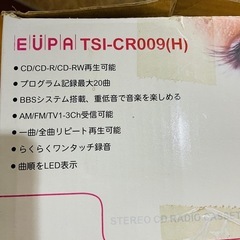 EUPA TSI-CR009(H)
● CD/CD-R/CD-RW再生可能
● プログラム記録最大20曲
● BBSシステム搭載、重低音で音楽を楽しめる
● AM/FM/TV1-3Ch受信可能
● 一曲/全曲リピート再生可能
● らくらくワンタッチ録音
● 曲順をLED表示
STEREO CD RADIO CASSET